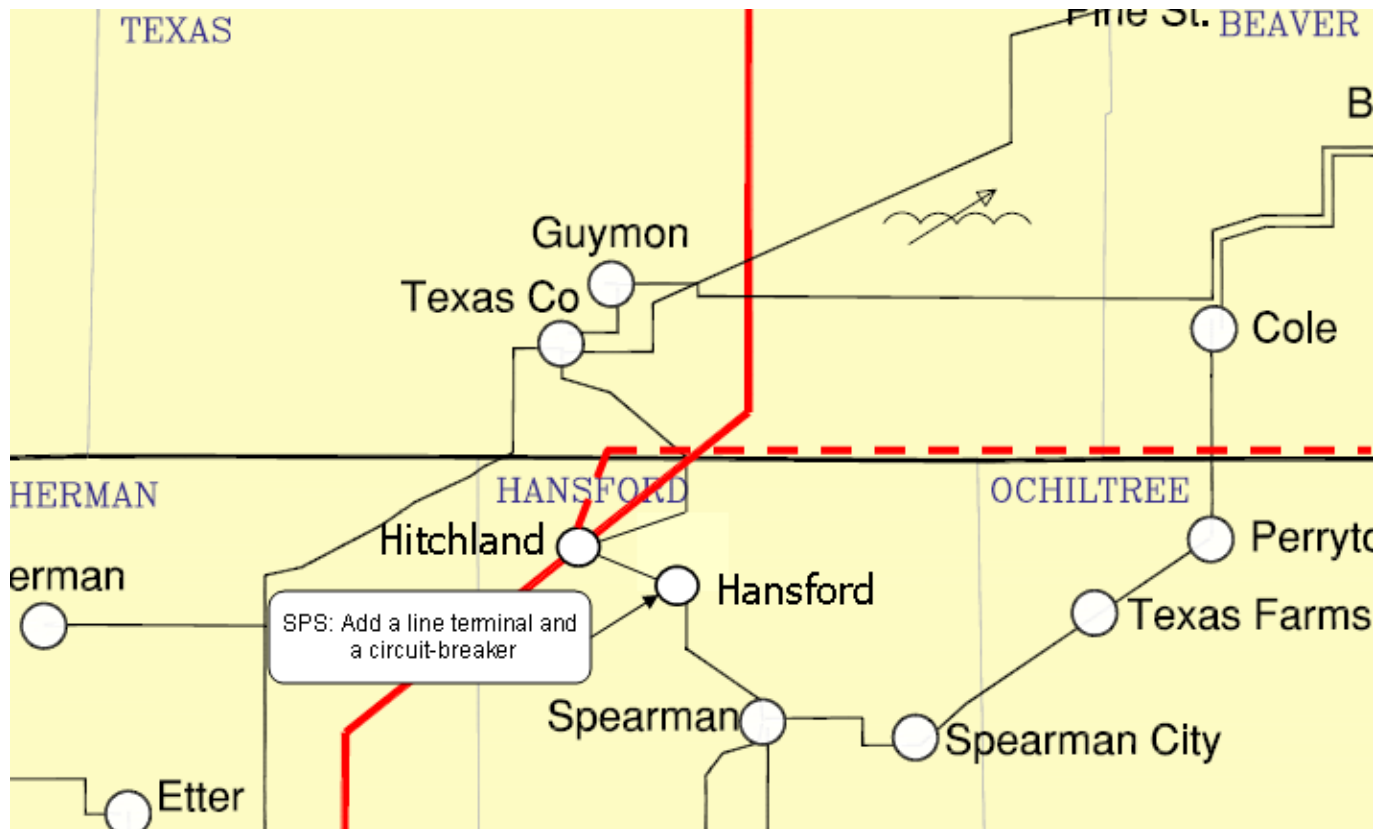 TEXAS
Pine St.
BEAVER
B
Guymon
Texas Co
Cole
HERMAN
HANSFORD
OCHILTREE
Hitchland
Perryto
erman
Hansford
Texas Farms
SPS: Add a line terminal and
a circuit-breaker
Spearman
Spearman City
Etter